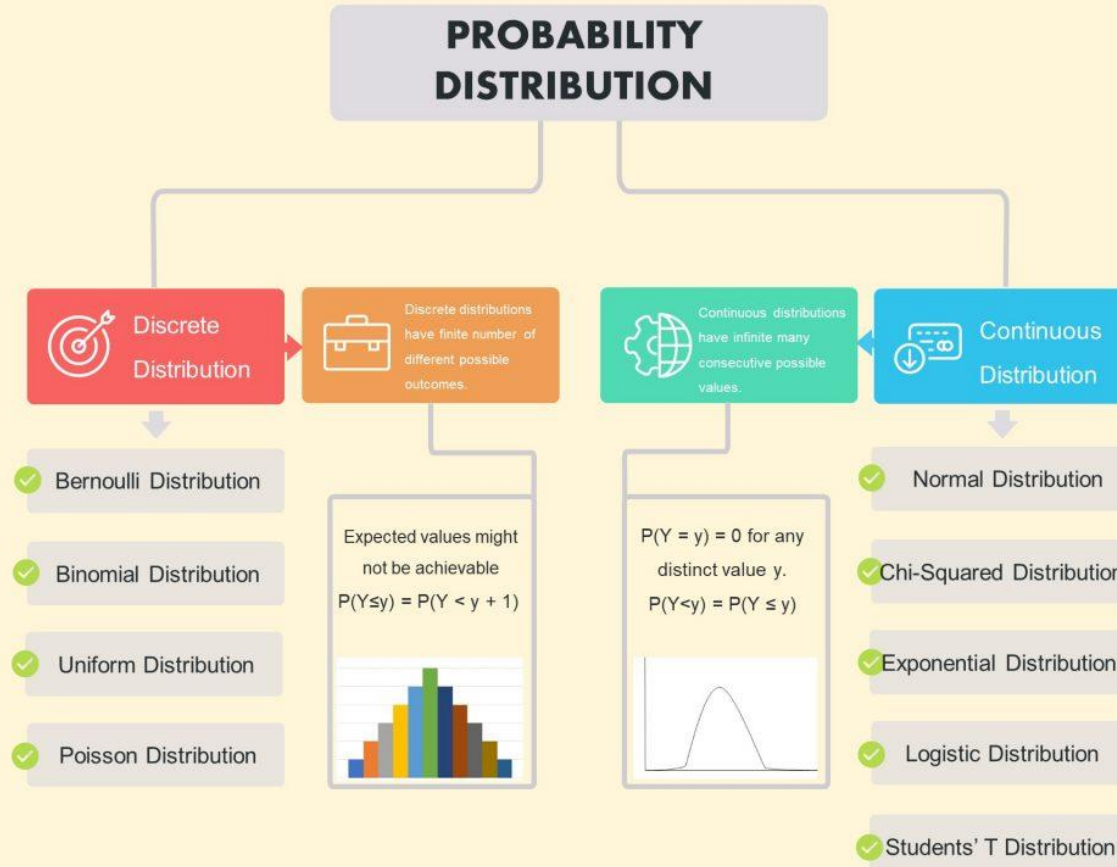 PROBABILITY
DISTRIBUTION
Discrete
Distribution
Discrete distributions
have finite number of
different possible
outcomes.
Continuous distributions
have infinite many
consecutive possible
values.
Continuous
Distribution
Bernoulli Distribution
Binomial Distribution
Uniform Distribution
Poisson Distribution
Expected values might
not be achievable
P(Y≤y) = P(Y < y + 1)
P(Y = y) = 0 for any
distinct value y.
P(Y<y) = P(Y ≤ y)
Normal Distribution
Chi-Squared Distribution
Exponential Distribution
Logistic Distribution
Students' T Distribution